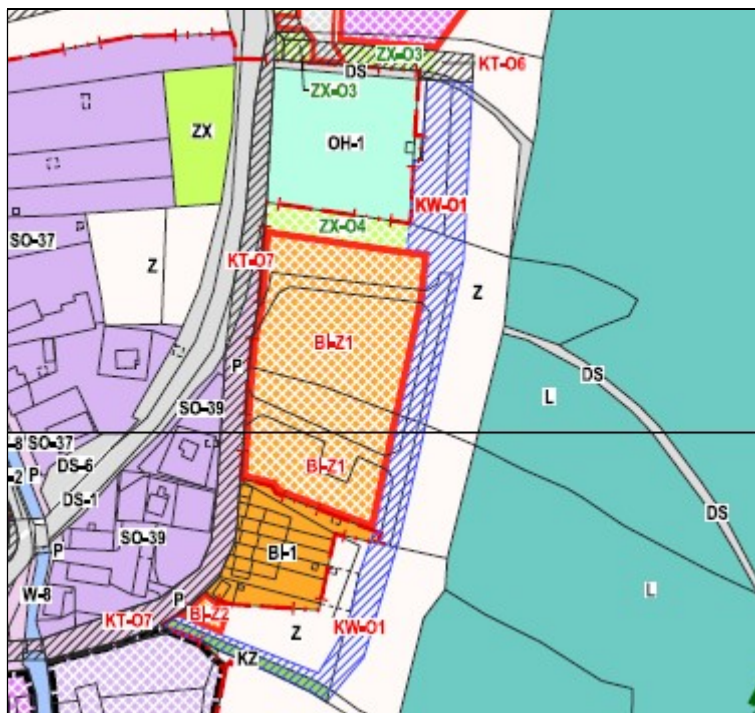 ZX-O3
KT-O6
DS
ZX-O3
ZX
OH-1
KW-O1
ZX-O4
SO-37
KT-O7
Z
Z
BI-Z1
P
DS
L
SO-39
BI-Z1
SO-37
P
DS-6
DS-1
DS
P
SO-39
BI-1
W-8
P
L
KT-O7
BI-Z2
Z
KW-O1
KZ